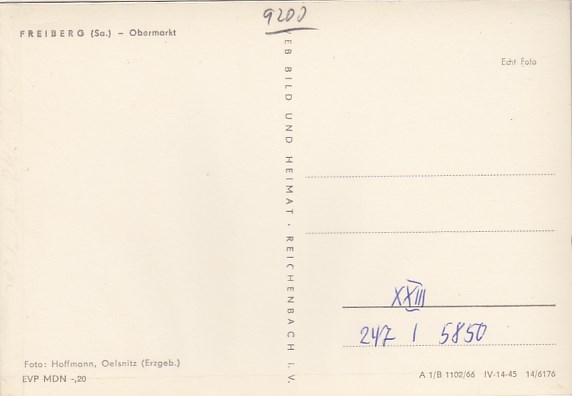 9200
FREIBERG (Sa.) – Obermarkt
VEB BILD UND HEIMAT · REICHENBACH i. V.
Echt Foto
XXIII
247 I 5850
Foto: Hoffmann, Oelsnitz (Erzgeb.)
EVP MDN -,20
A 1/B 1102/66 IV-14-45 14/6176